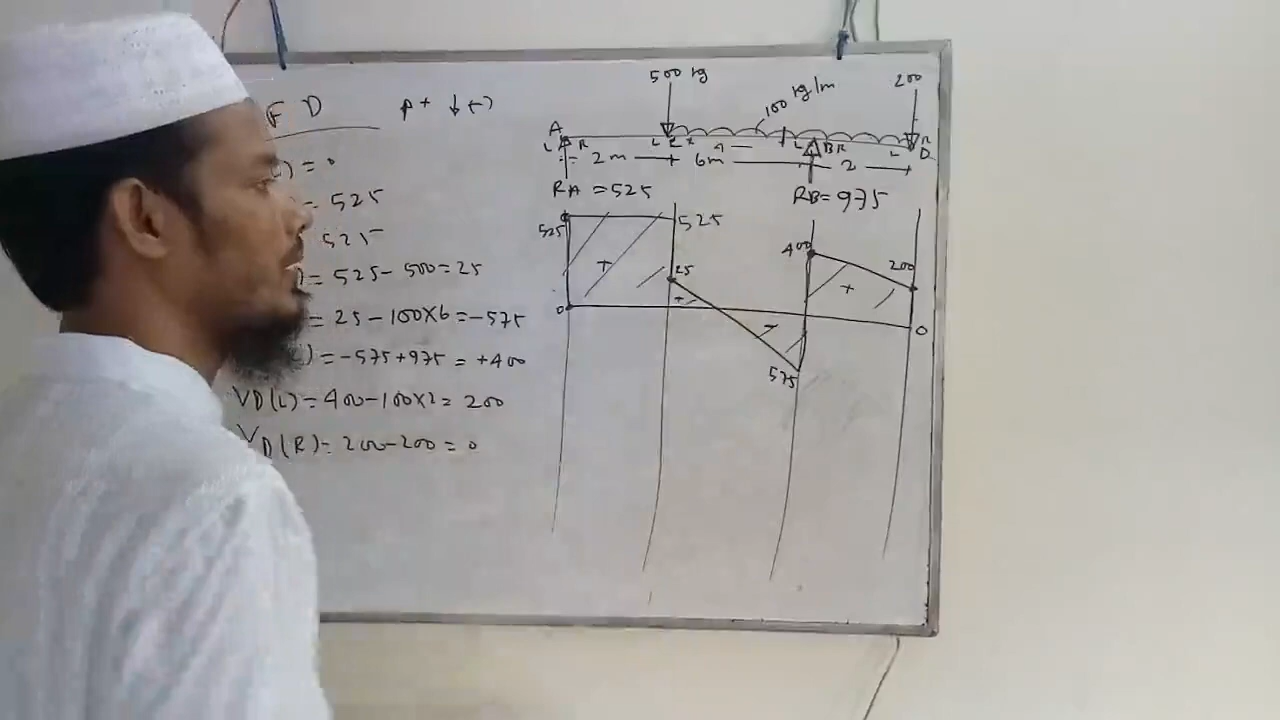 F D
↑ + ↓ (-)
) = 0
= 525
525
) = 525 - 500 = 25
= 25 - 100×6 = -575
) = -575 + 975 = +400
VD(L) = 400 - 100×2 = 200
VD(R) = 200 - 200 = 0
500 kg
100 kg/m
200
A
L R
L
L
B R
L
R
D
2m
6m
2
RA = 525
RB = 975
525
525
+
25
+
0
-
575
400
200
+
0